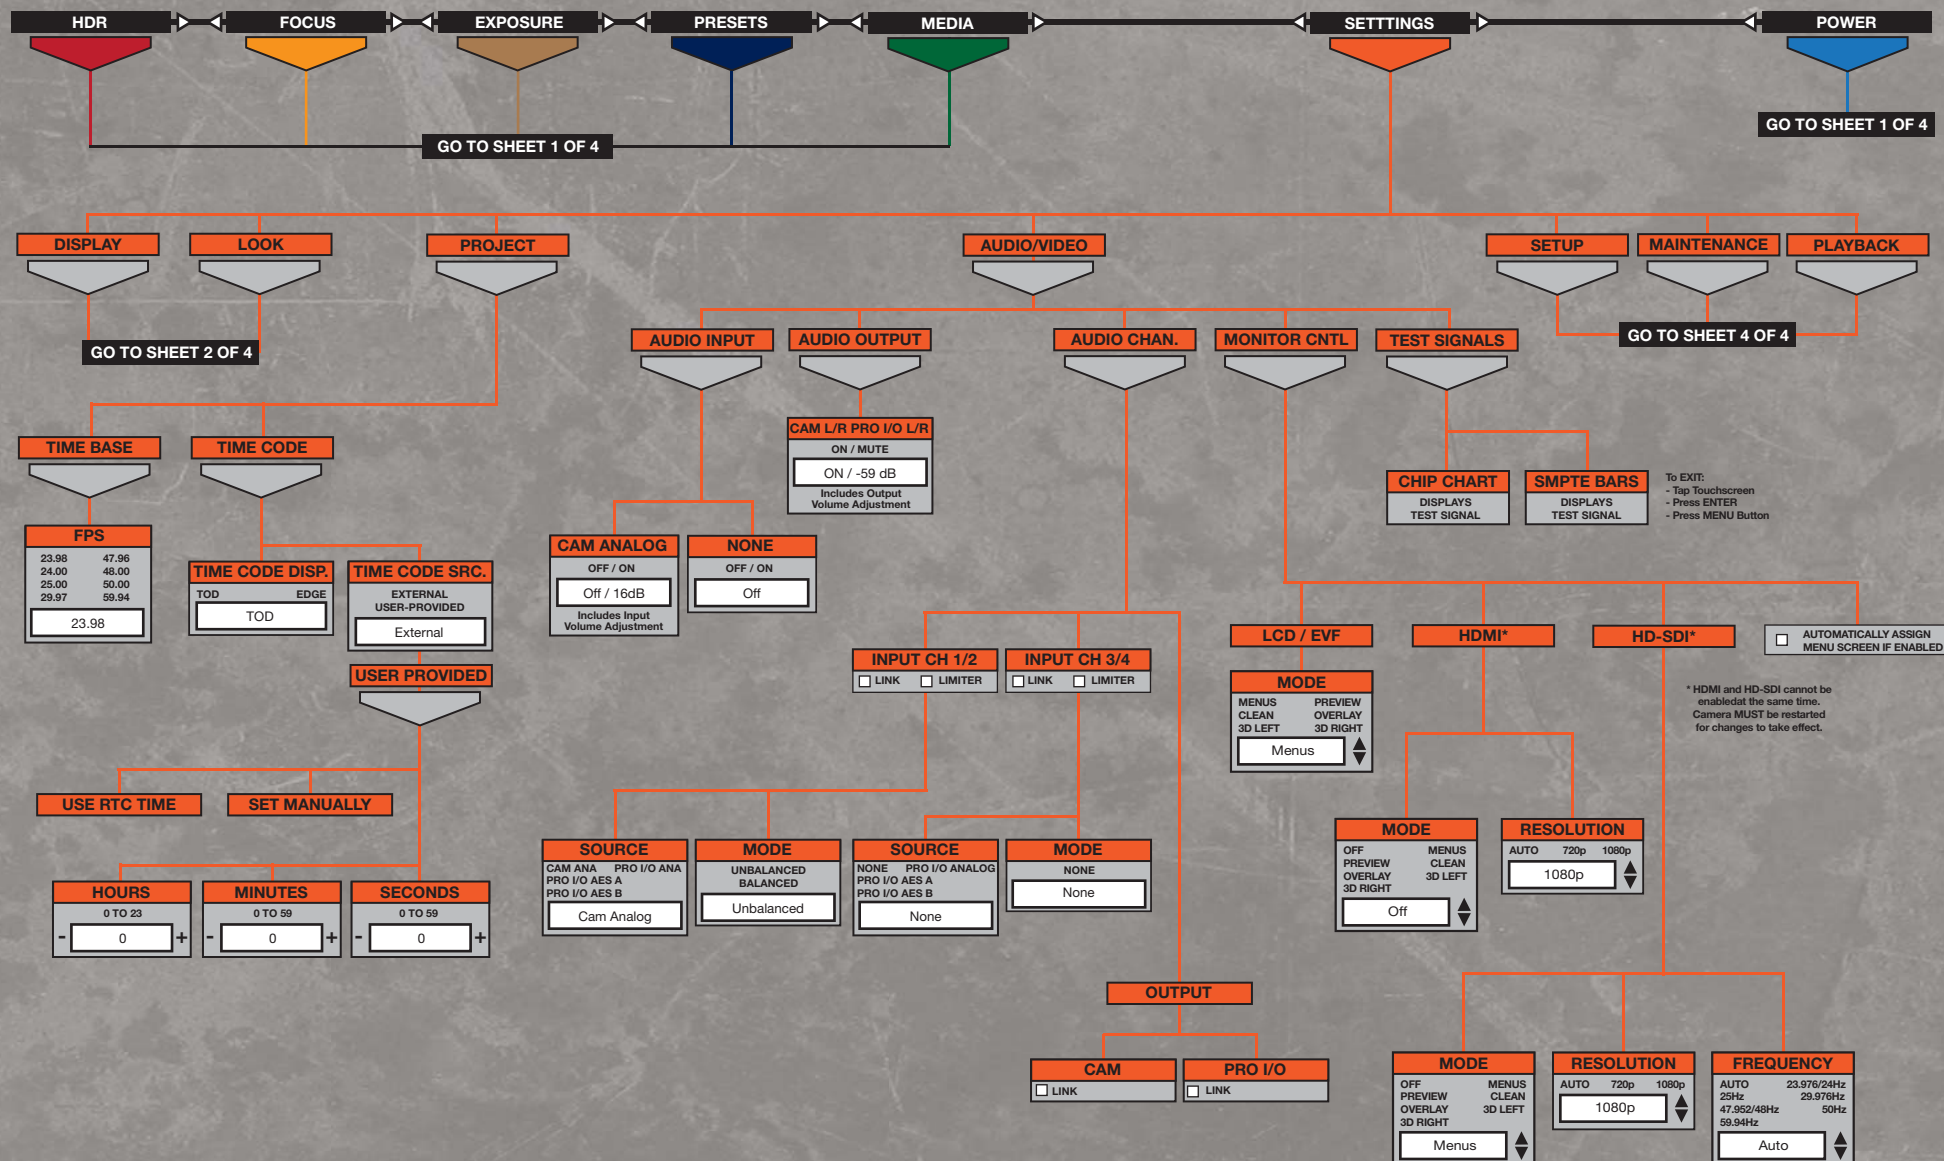 HDR
FOCUS
EXPOSURE
PRESETS
MEDIA
SETTTINGS
POWER
GO TO SHEET 1 OF 4
GO TO SHEET 1 OF 4
DISPLAY
LOOK
PROJECT
AUDIO/VIDEO
SETUP
MAINTENANCE
PLAYBACK
GO TO SHEET 2 OF 4
GO TO SHEET 4 OF 4
AUDIO INPUT
AUDIO OUTPUT
AUDIO CHAN.
MONITOR CNTL
TEST SIGNALS
TIME BASE
TIME CODE
CAM L/R PRO I/O L/R
ON / MUTE
ON / -59 dB
Includes Output
Volume Adjustment
CHIP CHART
DISPLAYS
TEST SIGNAL
SMPTE BARS
DISPLAYS
TEST SIGNAL
To EXIT:
- Tap Touchscreen
- Press ENTER
- Press MENU Button
FPS
23.98 47.96
24.00 48.00
25.00 50.00
29.97 59.94
23.98
TIME CODE DISP.
TOD EDGE
TOD
TIME CODE SRC.
EXTERNAL
USER-PROVIDED
External
USER PROVIDED
CAM ANALOG
OFF / ON
Off / 16dB
Includes Input
Volume Adjustment
NONE
OFF / ON
Off
INPUT CH 1/2
LINK LIMITER
INPUT CH 3/4
LINK LIMITER
LCD / EVF
HDMI*
HD-SDI*
AUTOMATICALLY ASSIGN
MENU SCREEN IF ENABLED
MODE
MENUS PREVIEW
CLEAN OVERLAY
3D LEFT 3D RIGHT
Menus
* HDMI and HD-SDI cannot be
enabledat the same time.
Camera MUST be restarted
for changes to take effect.
USE RTC TIME
SET MANUALLY
HOURS
0 TO 23
- 0 +
MINUTES
0 TO 59
- 0 +
SECONDS
0 TO 59
- 0 +
SOURCE
CAM ANA PRO I/O ANA
PRO I/O AES A
PRO I/O AES B
Cam Analog
MODE
UNBALANCED
BALANCED
Unbalanced
SOURCE
NONE PRO I/O ANALOG
PRO I/O AES A
PRO I/O AES B
None
MODE
NONE
None
MODE
OFF MENUS
PREVIEW CLEAN
OVERLAY 3D LEFT
3D RIGHT
Off
RESOLUTION
AUTO 720p 1080p
1080p
OUTPUT
CAM
LINK
PRO I/O
LINK
MODE
OFF MENUS
PREVIEW CLEAN
OVERLAY 3D LEFT
3D RIGHT
Menus
RESOLUTION
AUTO 720p 1080p
1080p
FREQUENCY
AUTO 23.976/24Hz
25Hz 29.976Hz
47.952/48Hz 50Hz
59.94Hz
Auto